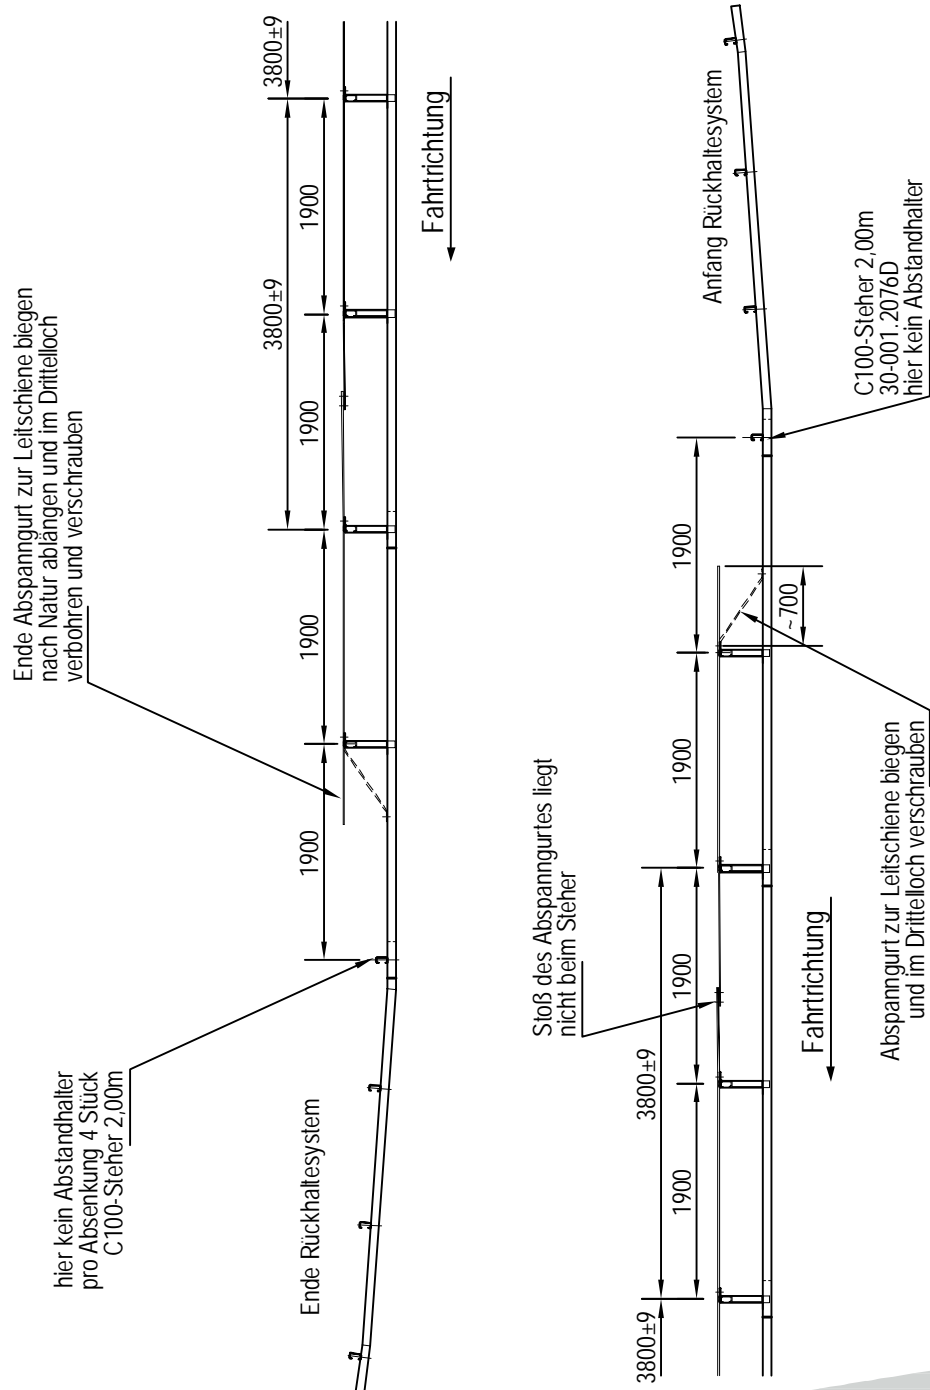 Ende Abspanngurt zur Leitschiene biegen
nach Natur ablängen und im Drittelloch
verbohren und verschrauben
hier kein Abstandhalter
pro Absenkung 4 Stück
C100-Steher 2,00m
Ende Rückhaltesystem
1900
1900
1900
1900
3800±9
3800±9
Fahrtrichtung
Stoß des Abspanngurtes liegt
nicht beim Steher
3800±9
3800±9
1900
1900
1900
1900
~700
Fahrtrichtung
Anfang Rückhaltesystem
Abspanngurt zur Leitschiene biegen
und im Drittelloch verschrauben
C100-Steher 2,00m
30-001.2076D
hier kein Abstandhalter